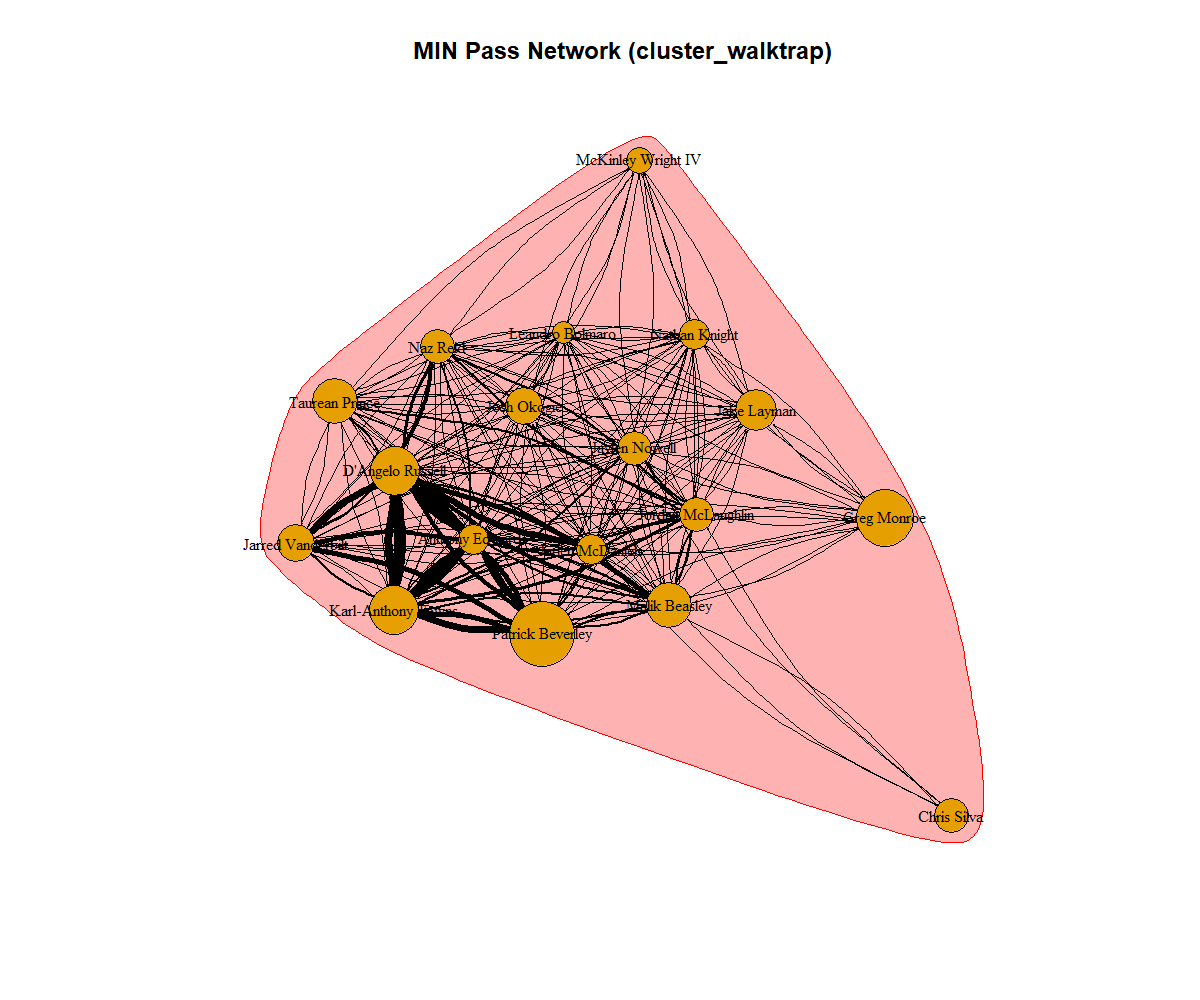 MIN Pass Network (cluster_walktrap)
McKinley Wright IV
Leandro Bolmaro
Nathan Knight
Naz Reid
Taurean Prince
Josh Okogie
Jake Layman
Jaylen Nowell
D'Angelo Russell
Jordan McLaughlin
Greg Monroe
Anthony Edwards
Jarred Vanderbilt
Jaden McDaniels
Malik Beasley
Karl-Anthony Towns
Patrick Beverley
Chris Silva